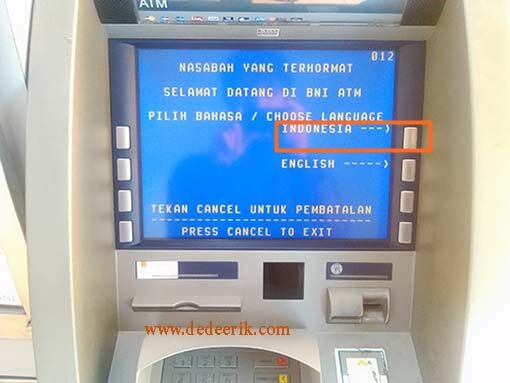 ATM
012
NASABAH YANG TERHORMAT
SELAMAT DATANG DI BNI ATM
PILIH BAHASA / CHOOSE LANGUAGE
INDONESIA --->
ENGLISH ----->
TEKAN CANCEL UNTUK PEMBATALAN
------------------------------
PRESS CANCEL TO EXIT
www.dedeerik.com